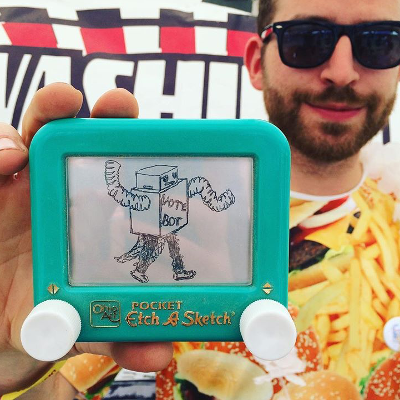 WASHI
VOTE
BOT
OHIO ART
POCKET
Etch A Sketch®